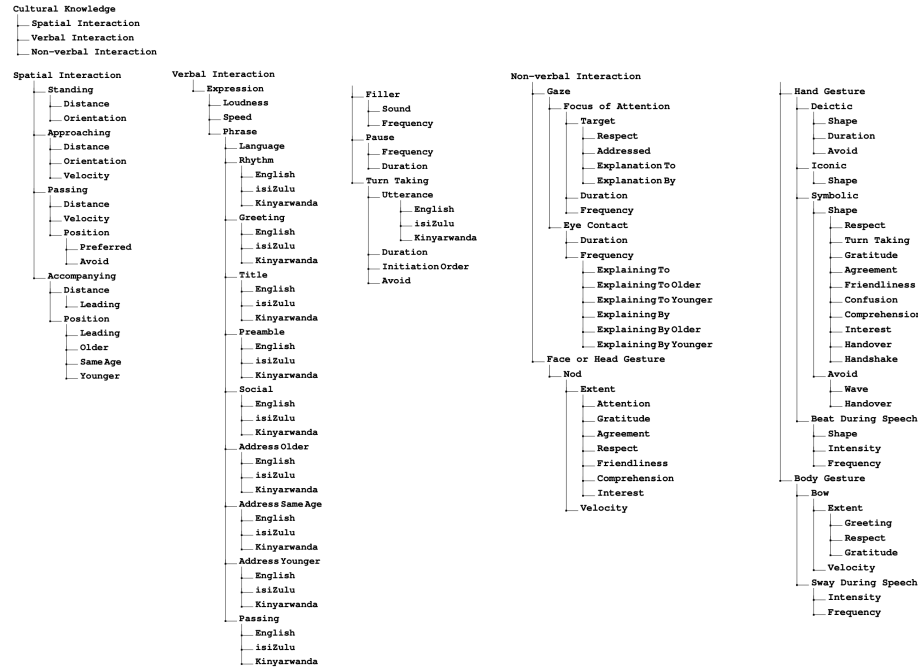 Cultural Knowledge
Spatial Interaction
Verbal Interaction
Non-verbal Interaction
Spatial Interaction
Standing
Distance
Orientation
Approaching
Distance
Orientation
Velocity
Passing
Distance
Velocity
Position
Preferred
Avoid
Accompanying
Distance
Leading
Position
Leading
Older
Same Age
Younger
Verbal Interaction
Expression
Loudness
Speed
Phrase
Language
Rhythm
English
isiZulu
Kinyarwanda
Greeting
English
isiZulu
Kinyarwanda
Title
English
isiZulu
Kinyarwanda
Preamble
English
isiZulu
Kinyarwanda
Social
English
isiZulu
Kinyarwanda
Address Older
English
isiZulu
Kinyarwanda
Address Same Age
English
isiZulu
Kinyarwanda
Address Younger
English
isiZulu
Kinyarwanda
Passing
English
isiZulu
Kinyarwanda
Filler
Sound
Frequency
Pause
Frequency
Duration
Turn Taking
Utterance
English
isiZulu
Kinyarwanda
Duration
Initiation Order
Avoid
Non-verbal Interaction
Gaze
Focus of Attention
Target
Respect
Addressed
Explanation To
Explanation By
Duration
Frequency
Eye Contact
Duration
Frequency
Explaining To
Explaining To Older
Explaining To Younger
Explaining By
Explaining By Older
Explaining By Younger
Face or Head Gesture
Nod
Extent
Attention
Gratitude
Agreement
Respect
Friendliness
Comprehension
Interest
Velocity
Hand Gesture
Deictic
Shape
Duration
Avoid
Iconic
Shape
Symbolic
Shape
Respect
Turn Taking
Gratitude
Agreement
Friendliness
Confusion
Comprehension
Interest
Handover
Handshake
Avoid
Wave
Handover
Beat During Speech
Shape
Intensity
Frequency
Body Gesture
Bow
Extent
Greeting
Respect
Gratitude
Velocity
Sway During Speech
Intensity
Frequency